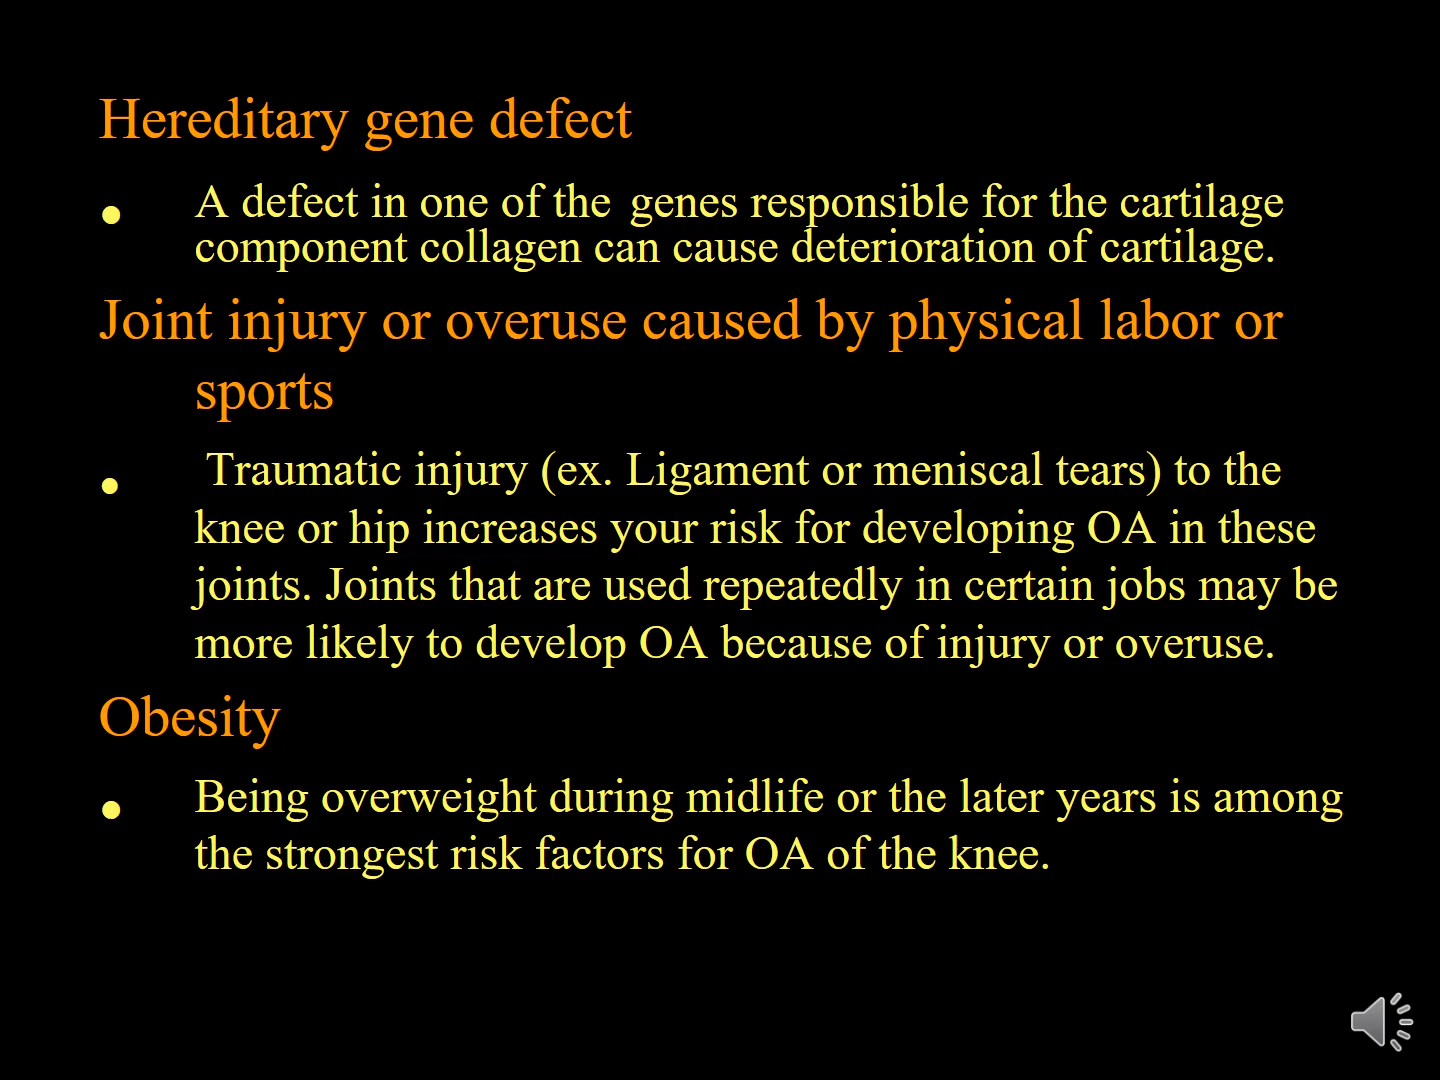 Hereditary gene defect
• A defect in one of the genes responsible for the cartilage
component collagen can cause deterioration of cartilage.
Joint injury or overuse caused by physical labor or
sports
• Traumatic injury (ex. Ligament or meniscal tears) to the
knee or hip increases your risk for developing OA in these
joints. Joints that are used repeatedly in certain jobs may be
more likely to develop OA because of injury or overuse.
Obesity
• Being overweight during midlife or the later years is among
the strongest risk factors for OA of the knee.